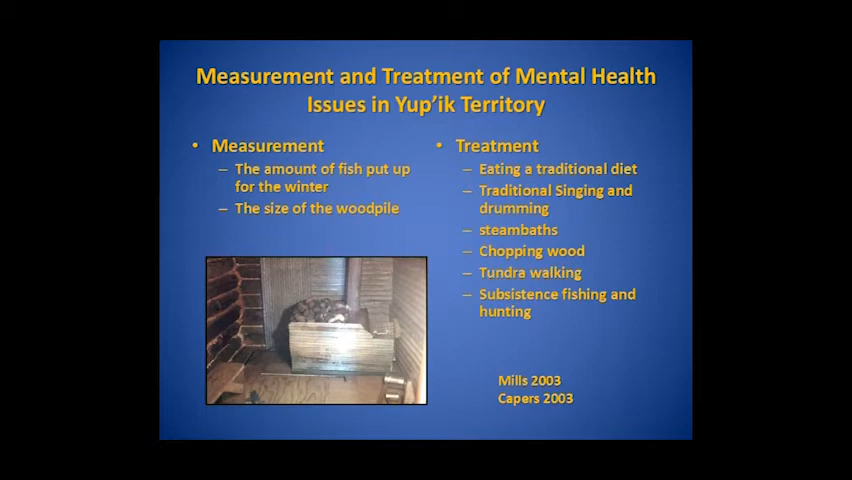 Measurement and Treatment of Mental Health
Issues in Yup'ik Territory
• Measurement
– The amount of fish put up
for the winter
– The size of the woodpile
• Treatment
– Eating a traditional diet
– Traditional Singing and
drumming
– steambaths
– Chopping wood
– Tundra walking
– Subsistence fishing and
hunting
Mills 2003
Capers 2003